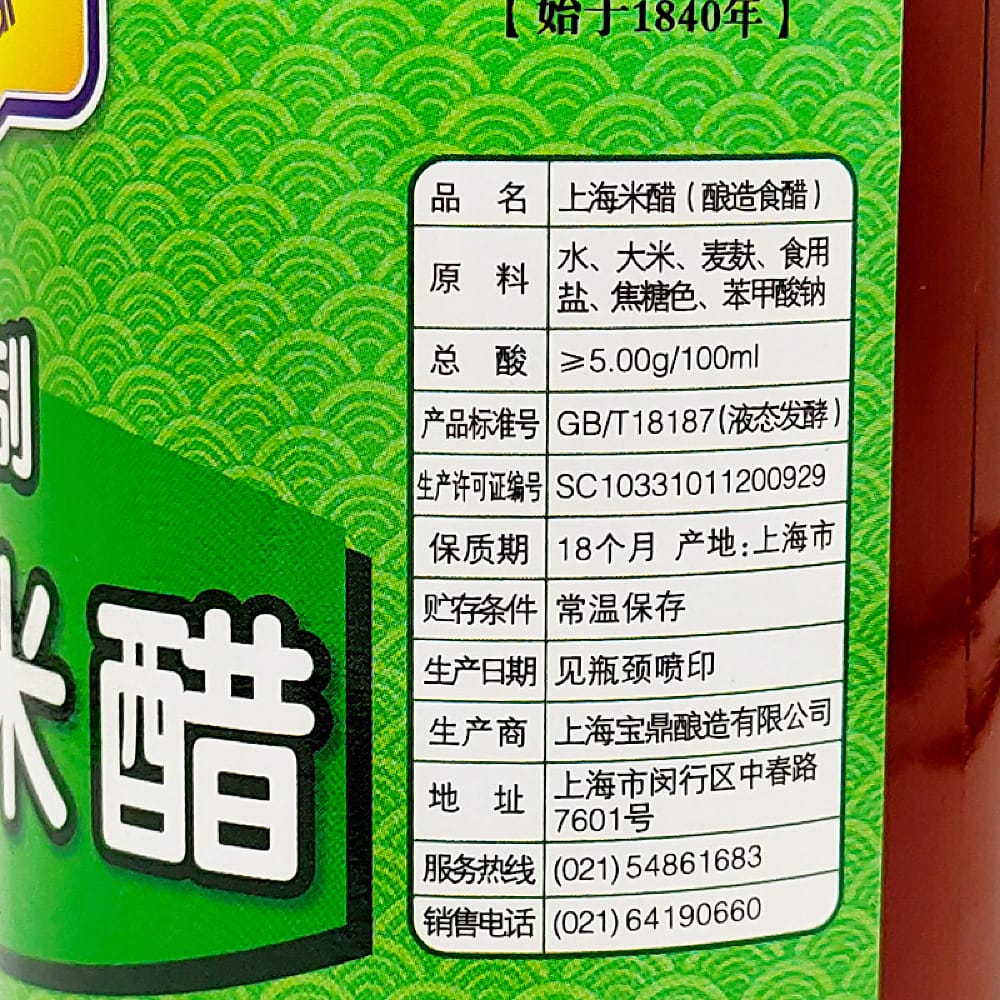 【始于1840年】
品 名 上海米醋(酿造食醋)
原 料 水、大米、麦麸、食用
盐、焦糖色、苯甲酸钠
总 酸 ≥5.00g/100ml
产品标准号 GB/T18187(液态发酵)
生产许可证编号 SC10331011200929
保质期 18个月 产地:上海市
贮存条件 常温保存
生产日期 见瓶颈喷印
生产商 上海宝鼎酿造有限公司
地 址 上海市闵行区中春路
7601号
服务热线 (021)54861683
销售电话 (021)64190660
米醋